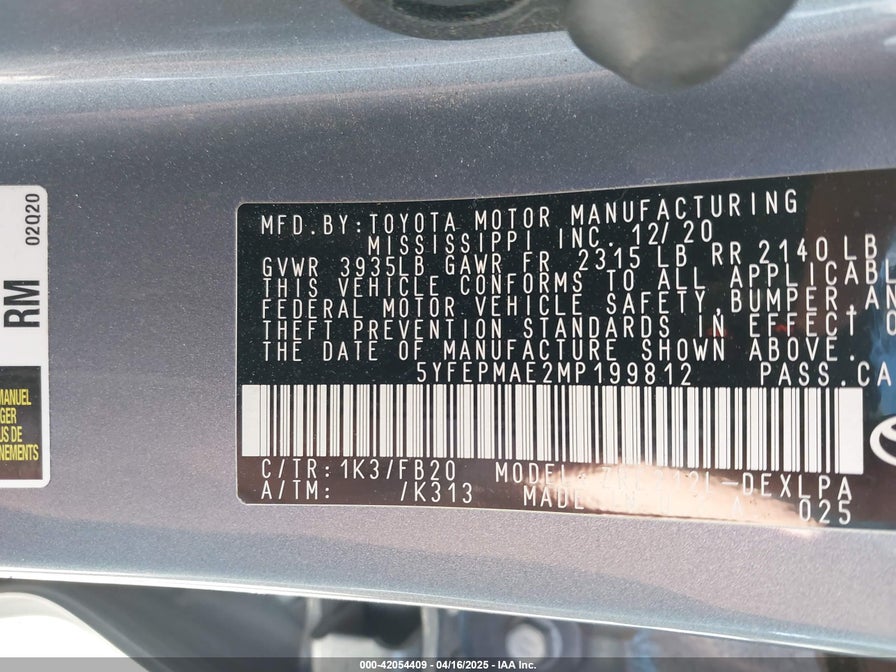 02Q20
RM
MANUEL
GER
US DE
NEMENTS
MFD.BY:TOYOTA MOTOR MANUFACTURING
MISSISSIPPI INC. 12/20
GVWR 3935LB GAWR FR 2315 LB RR 2140 LB
THIS VEHICLE CONFORMS TO ALL APPLICABL
FEDERAL MOTOR VEHICLE SAFETY,BUMPER AN
THEFT PREVENTION STANDARDS IN EFFECT O
THE DATE OF MANUFACTURE SHOWN ABOVE.
5YFEPMAE2MP199812 PASS.CA
C/TR:1K3/FB20 MODEL: -DEXLPA
A/TM: /K313 MADE 025
000-42054409 - 04/16/2025 - IAA Inc.